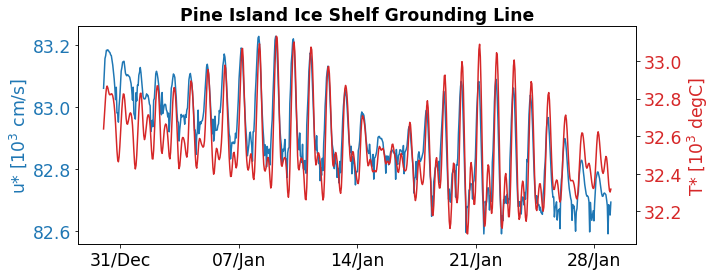 Pine Island Ice Shelf Grounding Line
83.2
83.0
82.8
82.6
u* [10³ cm/s]
33.0
32.8
32.6
32.4
32.2
T* [10³ degC]
31/Dec 07/Jan 14/Jan 21/Jan 28/Jan